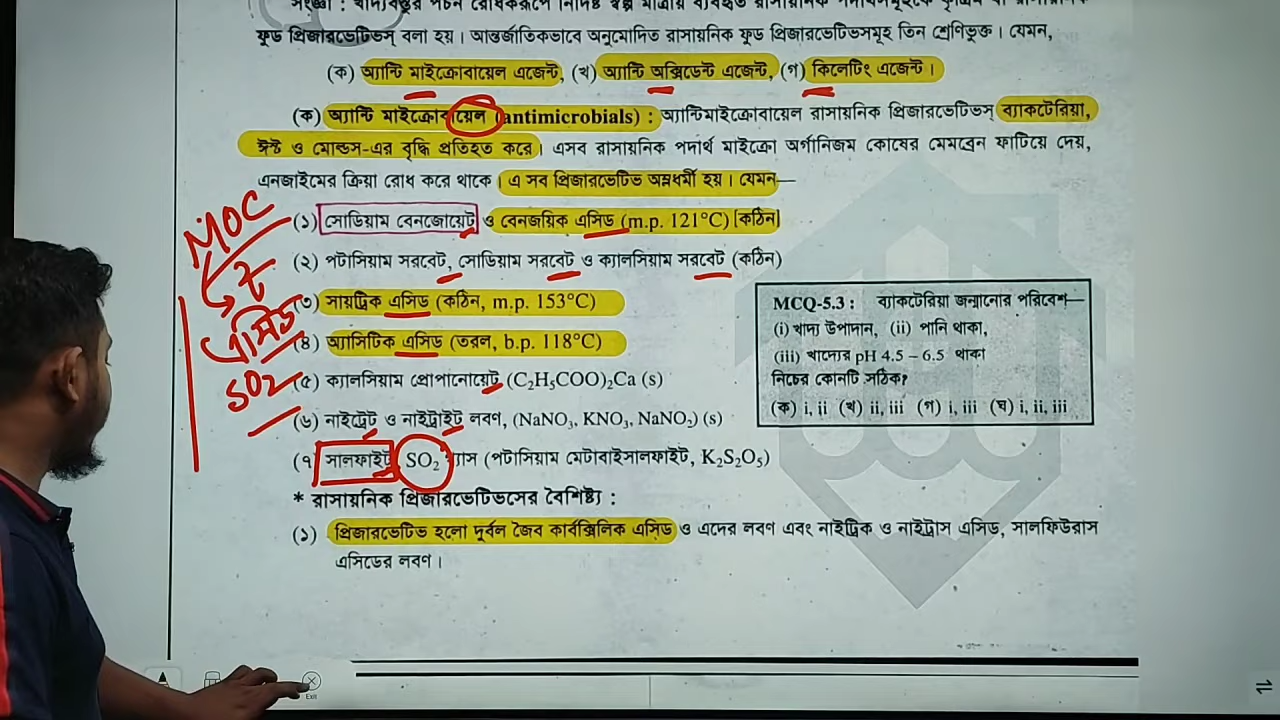 ফুড প্রিজারভেটিভস্ বলা হয়। আন্তর্জাতিকভাবে অনুমোদিত রাসায়নিক ফুড প্রিজারভেটিভসমূহ তিন শ্রেণিভুক্ত। যেমন,
(ক) অ্যান্টি মাইক্রোবায়েল এজেন্ট, (খ) অ্যান্টি অক্সিডেন্ট এজেন্ট, (গ) কিলেটিং এজেন্ট।
(ক) অ্যান্টি মাইক্রোবায়েল (antimicrobials) : অ্যান্টিমাইক্রোবায়েল রাসায়নিক প্রিজারভেটিভস্ ব্যাকটেরিয়া,
ঈস্ট ও মোল্ডস-এর বৃদ্ধি প্রতিহত করে। এসব রাসায়নিক পদার্থ মাইক্রো অর্গানিজম কোষের মেমব্রেন ফাটিয়ে দেয়,
এনজাইমের ক্রিয়া রোধ করে থাকে। এ সব প্রিজারভেটিভ অম্লধর্মী হয়। যেমন—
(১) সোডিয়াম বেনজোয়েট ও বেনজয়িক এসিড (m.p. 121°C) [কঠিন]
(২) পটাসিয়াম সরবেট, সোডিয়াম সরবেট ও ক্যালসিয়াম সরবেট (কঠিন)
(৩) সায়ট্রিক এসিড (কঠিন, m.p. 153°C)
(৪) অ্যাসিটিক এসিড (তরল, b.p. 118°C)
(৫) ক্যালসিয়াম প্রোপানোয়েট (C₂H₅COO)₂Ca (s)
(৬) নাইট্রেট ও নাইট্রাইট লবণ, (NaNO₃, KNO₃, NaNO₂) (s)
(৭ সালফাইট SO₂ গ্যাস (পটাসিয়াম মেটাবাইসালফাইট, K₂S₂O₅)
MOC
ট
এসিড
SO2
MCQ-5.3 : ব্যাকটেরিয়া জন্মানোর পরিবেশ—
(i) খাদ্য উপাদান, (ii) পানি থাকা,
(iii) খাদ্যের pH 4.5 – 6.5 থাকা
নিচের কোনটি সঠিক?
(ক) i, ii (খ) ii, iii (গ) i, iii (ঘ) i, ii, iii
* রাসায়নিক প্রিজারভেটিভসের বৈশিষ্ট্য :
(১) প্রিজারভেটিভ হলো দুর্বল জৈব কার্বক্সিলিক এসিড ও এদের লবণ এবং নাইট্রিক ও নাইট্রাস এসিড, সালফিউরাস
এসিডের লবণ।
Exit